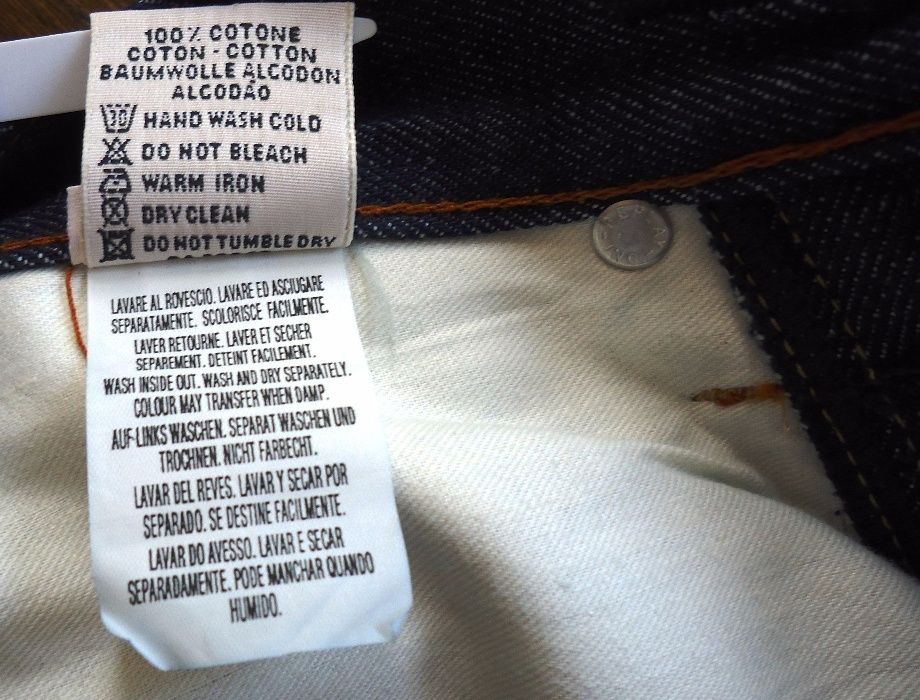 100% COTONE
COTON - COTTON
BAUMWOLLE ALGODON
ALGODÃO
30 HAND WASH COLD
DO NOT BLEACH
WARM IRON
DRY CLEAN
DO NOT TUMBLE DRY
LAVARE AL ROVESCIO. LAVARE ED ASCIUGARE
SEPARATAMENTE. SCOLORISCE FACILMENTE.
LAVER RETOURNE. LAVER ET SECHER
SEPAREMENT. DETEINT FACILEMENT.
WASH INSIDE OUT. WASH AND DRY SEPARATELY.
COLOUR MAY TRANSFER WHEN DAMP.
AUF-LINKS WASCHEN. SEPARAT WASCHEN UND
TROCHNEN. NICHT FARBECHT.
LAVAR DEL REVES. LAVAR Y SECAR POR
SEPARADO. SE DESTINE FACILMENTE.
LAVAR DO AVESSO. LAVAR E SECAR
SEPARADAMENTE. PODE MANCHAR QUANDO
HUMIDO.